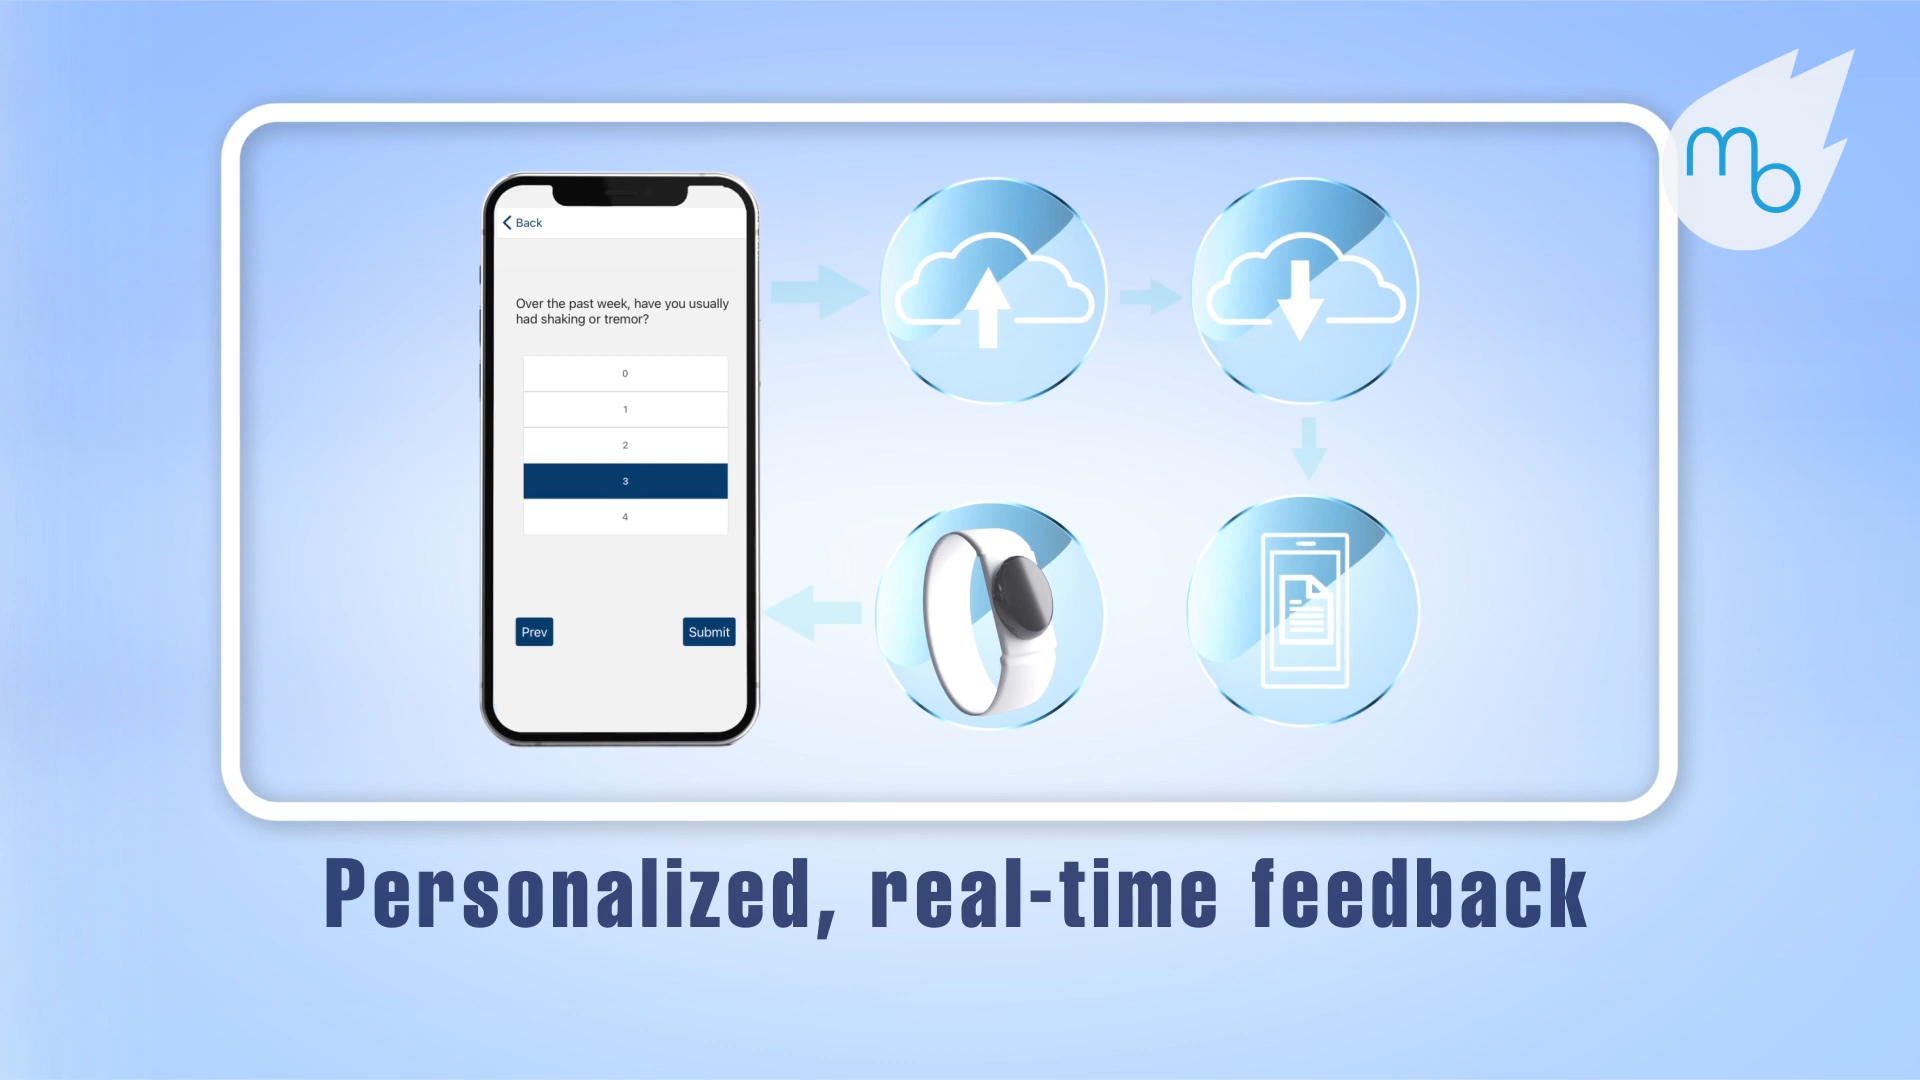 mb
Back
Over the past week, have you usually
had shaking or tremor?
0
1
2
3
4
Prev
Submit
Personalized, real-time feedback